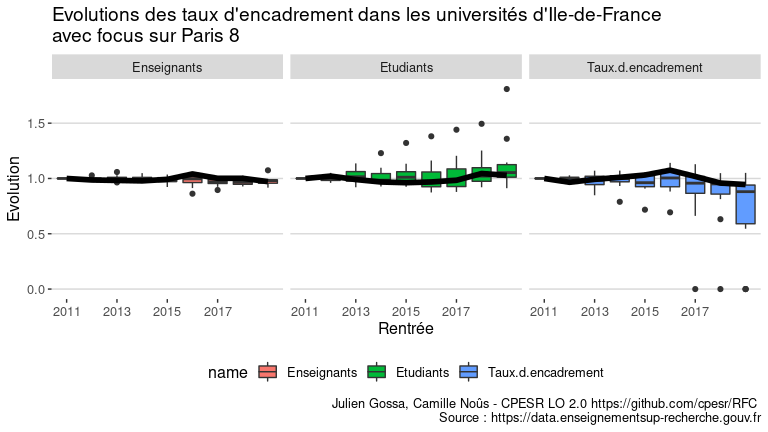 Evolutions des taux d'encadrement dans les universités d'Ile-de-France
avec focus sur Paris 8
Enseignants
Etudiants
Taux.d.encadrement
Evolution
1.5
1.0
0.5
0.0
2011 2013 2015 2017
2011 2013 2015 2017
2011 2013 2015 2017
Rentrée
name Enseignants Etudiants Taux.d.encadrement
Julien Gossa, Camille Noûs - CPESR LO 2.0 https://github.com/cpesr/RFC
Source : https://data.enseignementsup-recherche.gouv.fr